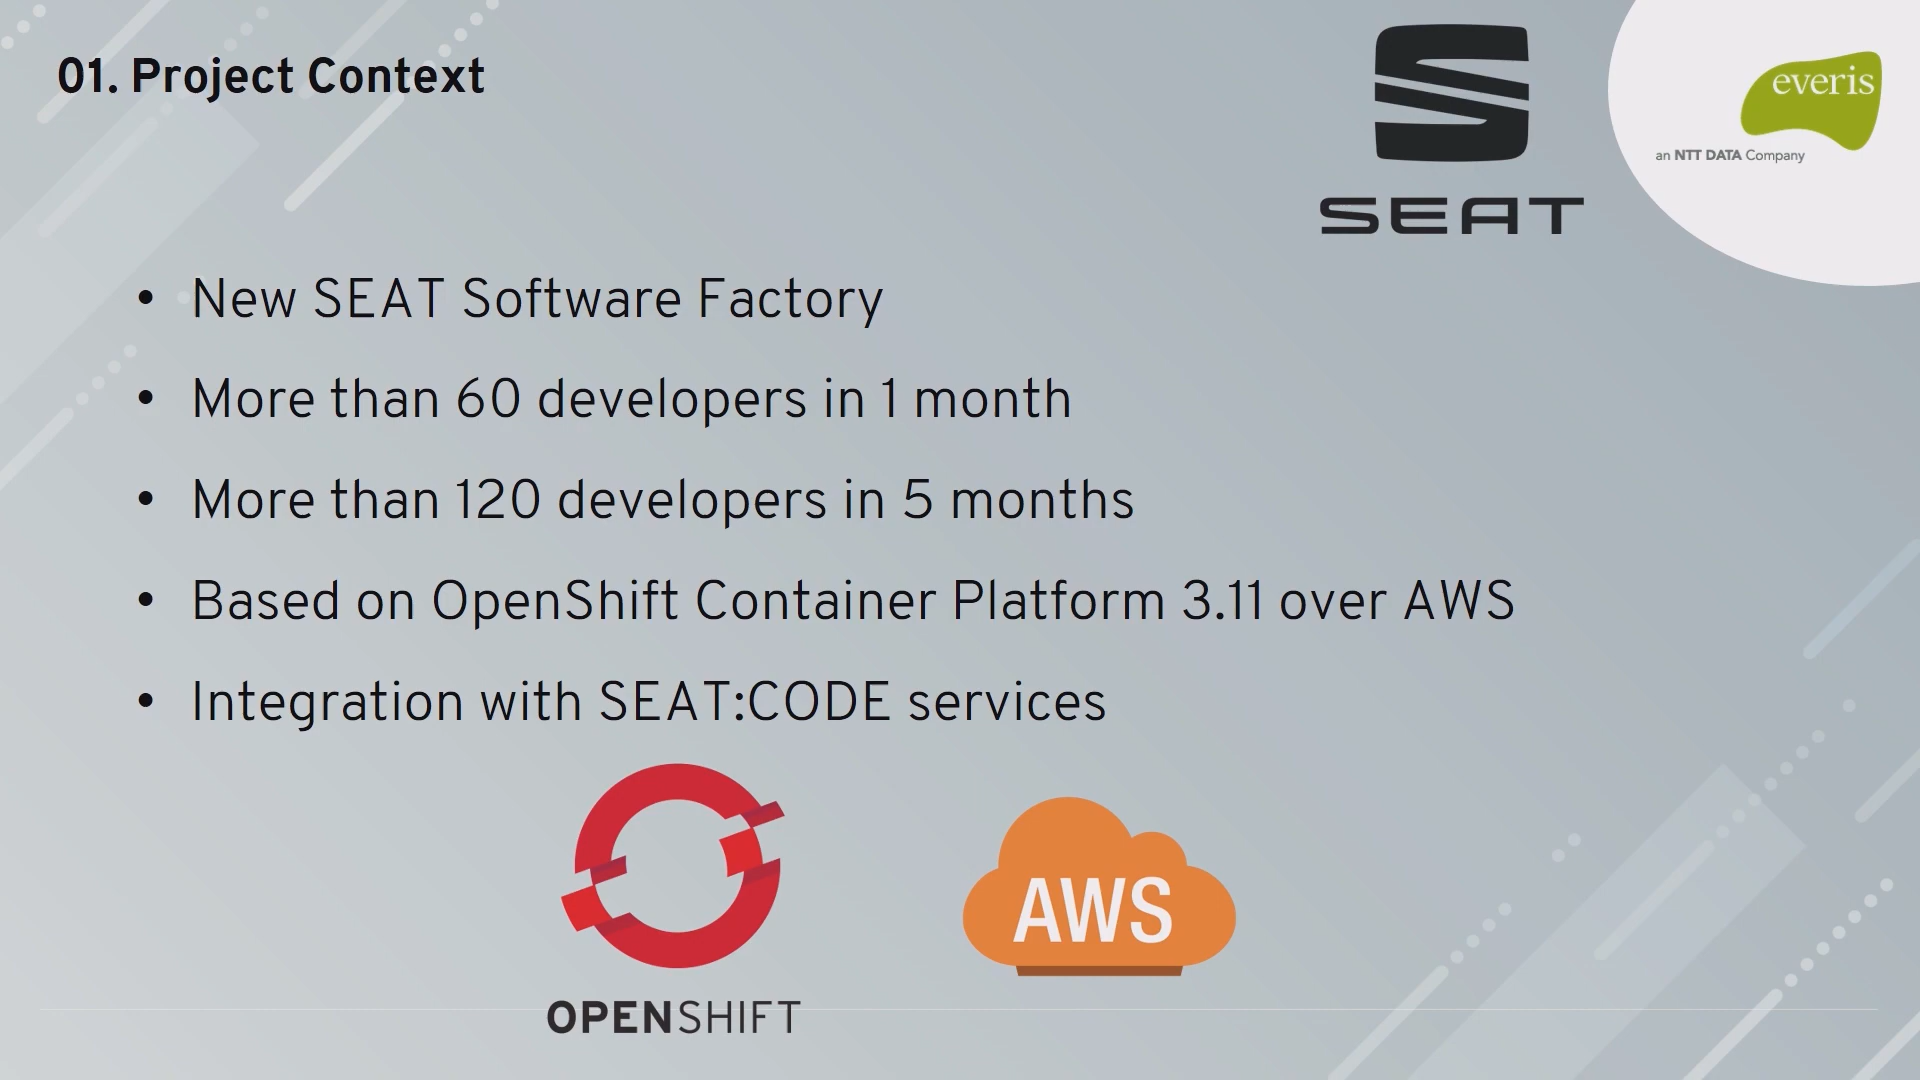 01. Project Context
SEAT
everis
an NTT DATA Company
• New SEAT Software Factory
• More than 60 developers in 1 month
• More than 120 developers in 5 months
• Based on OpenShift Container Platform 3.11 over AWS
• Integration with SEAT:CODE services
AWS
OPENSHIFT